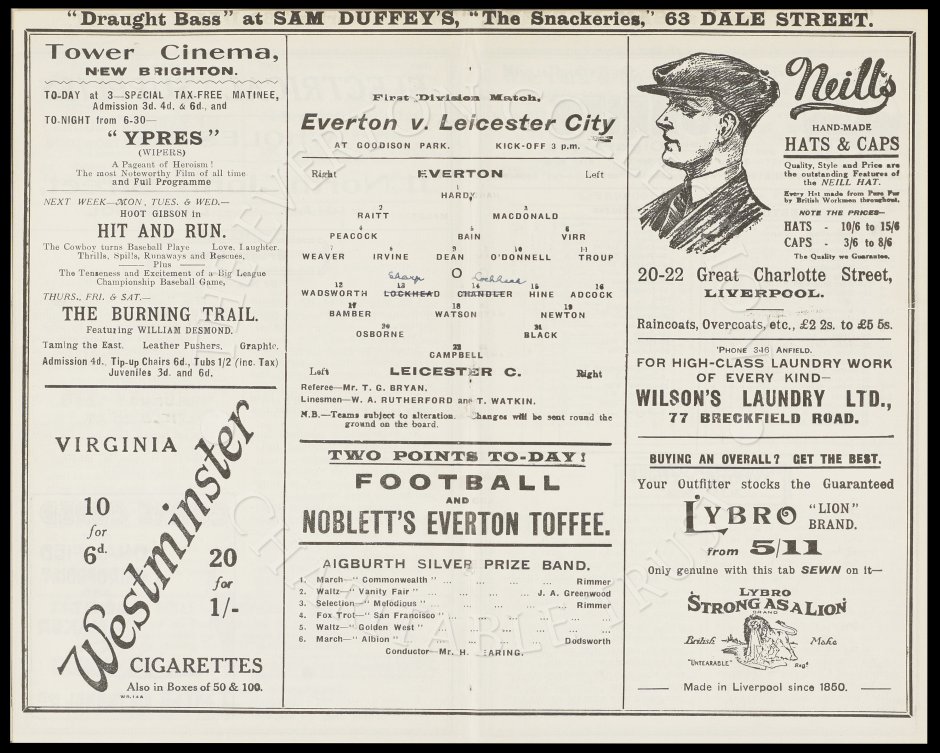 "Draught Bass" at SAM DUFFEY'S, "The Snackeries," 63 DALE STREET.
Tower Cinema,
NEW BRIGHTON.
TO-DAY at 3—SPECIAL TAX-FREE MATINEE,
Admission 3d. 4d. & 6d., and
TO-NIGHT from 6-30—
"YPRES"
(WIPERS)
A Pageant of Heroism!
The most Noteworthy Film of all time
and Full Programme
NEXT WEEK—MON, TUES. & WED.—
HOOT GIBSON in
HIT AND RUN.
The Cowboy turns Baseball Playe Love, Laughter.
Thrills, Spills, Runaways and Rescues,
— Plus —
The Tenseness and Excitement of a Big League
Championship Baseball Game,
THURS., FRI. & SAT.—
THE BURNING TRAIL.
Featuring WILLIAM DESMOND.
Taming the East. Leather Pushers, Graphic.
Admission 4d., Tip-up Chairs 6d., Tubs 1/2 (inc. Tax)
Juveniles 3d. and 6d.
VIRGINIA
10
for
6d.
Westminster
20
for
1/-
CIGARETTES
Also in Boxes of 50 & 100.
First Division Match,
Everton v. Leicester City
AT GOODISON PARK. KICK-OFF 3 p.m.
Right EVERTON Left
1
HARDY
2 3
RAITT MACDONALD
4 5 6
PEACOCK BAIN VIRR
7 8 9 10 11
WEAVER IRVINE DEAN O'DONNELL TROUP
O
Sharp Lochhead
12 13 14 15 16
WADSWORTH LOCHHEAD CHANDLER HINE ADCOCK
17 18 19
BAMBER WATSON NEWTON
20 21
OSBORNE BLACK
22
CAMPBELL
Left LEICESTER C. Right
Referee—Mr. T. G. BRYAN.
Linesmen—W. A. RUTHERFORD and T. WATKIN.
N.B.—Teams subject to alteration. Changes will be sent round the
ground on the board.
TWO POINTS TO-DAY!
FOOTBALL
AND
NOBLETT'S EVERTON TOFFEE.
AIGBURTH SILVER PRIZE BAND.
1. March—"Commonwealth" ... Rimmer
2. Waltz—"Vanity Fair" ... J. A. Greenwood
3. Selection—"Melodious" ... Rimmer
4. Fox Trot—"San Francisco ...
5. Waltz—"Golden West" ...
6. March—"Albion" ... Dodsworth
Conductor—Mr. H. EARING.
Neill's
HAND-MADE
HATS & CAPS
Quality, Style and Price are
the outstanding Features of
the NEILL HAT.
Every Hat made from Pure Fur
by British Workmen throughout.
NOTE THE PRICES—
HATS - 10/6 to 15/6
CAPS - 3/6 to 8/6
The Quality we Guarantee.
20-22 Great Charlotte Street,
LIVERPOOL.
Raincoats, Overcoats, etc., £2 2s. to £5 5s.
'PHONE 346 ANFIELD.
FOR HIGH-CLASS LAUNDRY WORK
OF EVERY KIND—
WILSON'S LAUNDRY LTD.,
77 BRECKFIELD ROAD.
BUYING AN OVERALL? GET THE BEST.
Your Outfitter stocks the Guaranteed
LYBRO "LION"
BRAND.
from 5/11
Only genuine with this tab SEWN on it—
LYBRO
BRAND
STRONG AS A LION
British Make
"UNTEARABLE" Regd
Made in Liverpool since 1850.
THE EVERTON COLLECTION
CHARITABLE TRUST